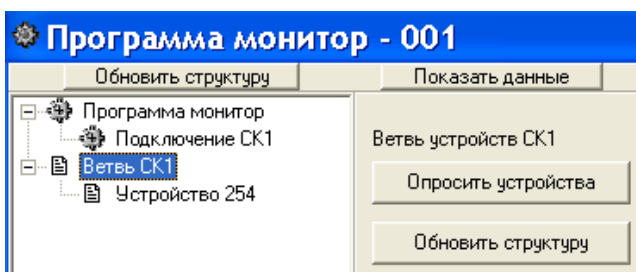 Программа монитор - 001
Обновить структуру
Показать данные
Программа монитор
Подключение СК1
Ветвь СК1
Устройство 254
Ветвь устройств СК1
Опросить устройства
Обновить структуру